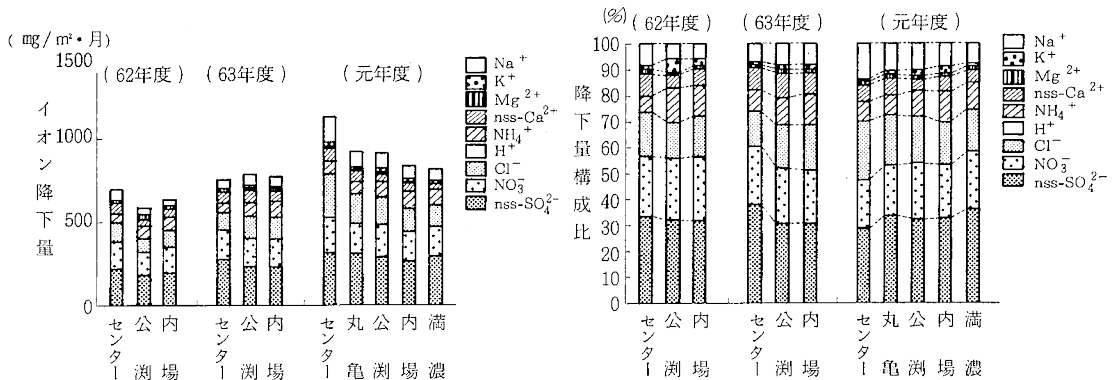 (mg/m²・月)
(62年度) (63年度) (元年度)
1500
1000
500
0
イオン降下量
Na⁺
K⁺
Mg²⁺
nss-Ca²⁺
NH₄⁺
H⁺
Cl⁻
NO₃⁻
nss-SO₄²⁻
センター 公渕 内場
センター 公渕 内場
センター 丸亀 公渕 内場 満濃
(%) (62年度) (63年度) (元年度)
100
90
80
70
60
50
40
30
20
10
0
降下量構成比
Na⁺
K⁺
Mg²⁺
nss-Ca²⁺
NH₄⁺
H⁺
Cl⁻
NO₃⁻
nss-SO₄²⁻
センター 公渕 内場
センター 公渕 内場
センター 丸亀 公渕 内場 満濃